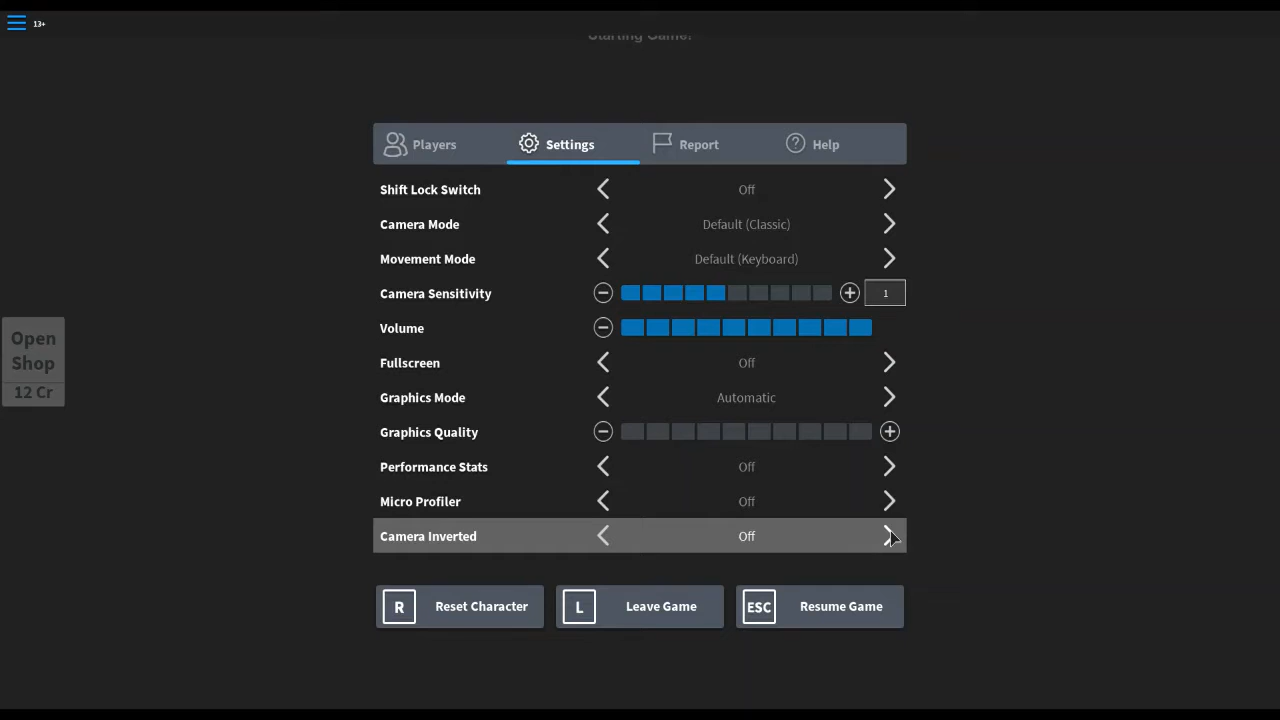 13+
Starting Game!
Players Settings Report Help
Shift Lock Switch Off
Camera Mode Default (Classic)
Movement Mode Default (Keyboard)
Camera Sensitivity 1
Volume
Fullscreen Off
Graphics Mode Automatic
Graphics Quality
Performance Stats Off
Micro Profiler Off
Camera Inverted Off
Open
Shop
12 Cr
R Reset Character L Leave Game ESC Resume Game